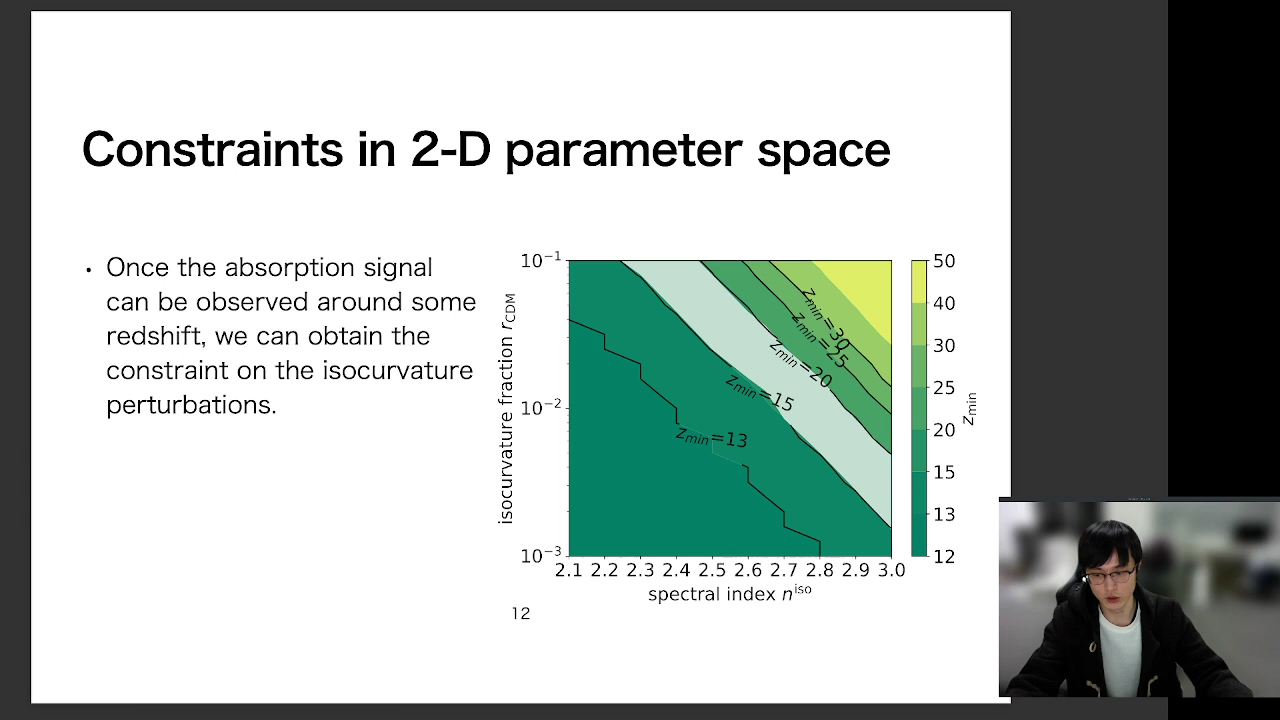 Constraints in 2-D parameter space
• Once the absorption signal
can be observed around some
redshift, we can obtain the
constraint on the isocurvature
perturbations.
isocurvature fraction r_CDM
10⁻¹
10⁻²
10⁻³
z_min=30
z_min=25
z_min=20
z_min=15
z_min=13
2.1 2.2 2.3 2.4 2.5 2.6 2.7 2.8 2.9 3.0
spectral index n^iso
50
40
30
25
20
15
13
12
z_min
12